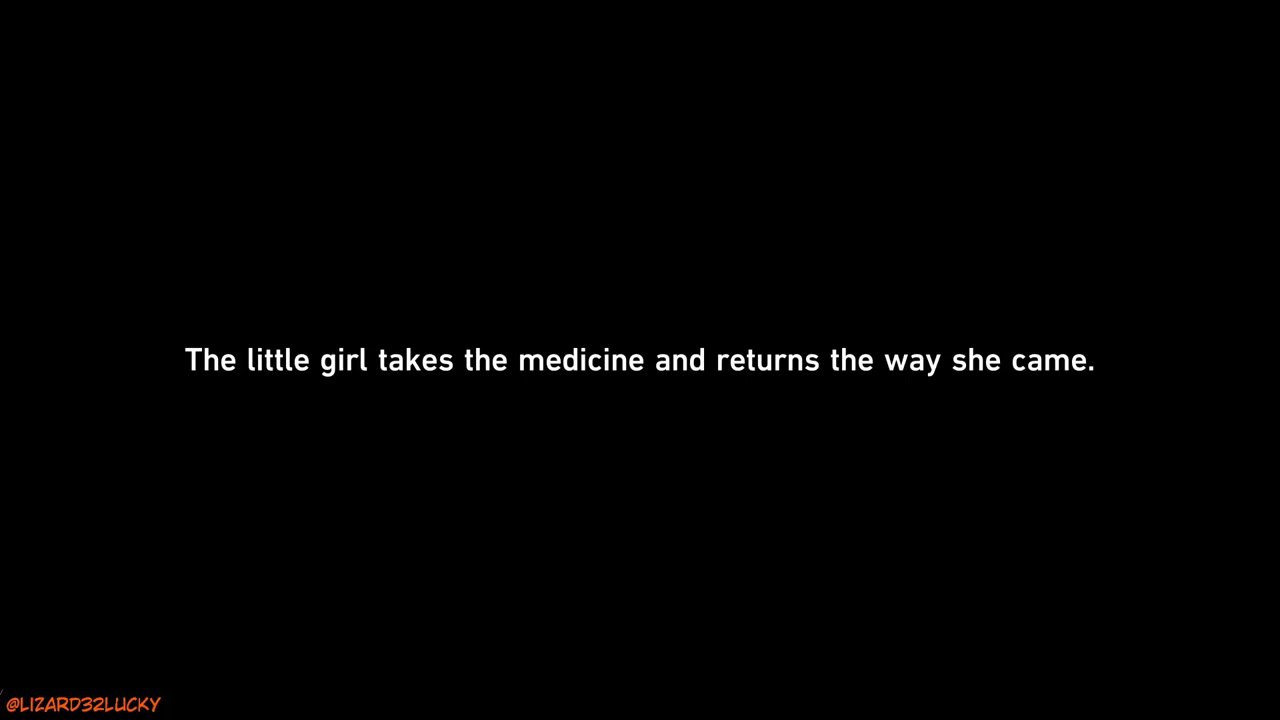 The little girl takes the medicine and returns the way she came.
@LIZARD32LUCKY